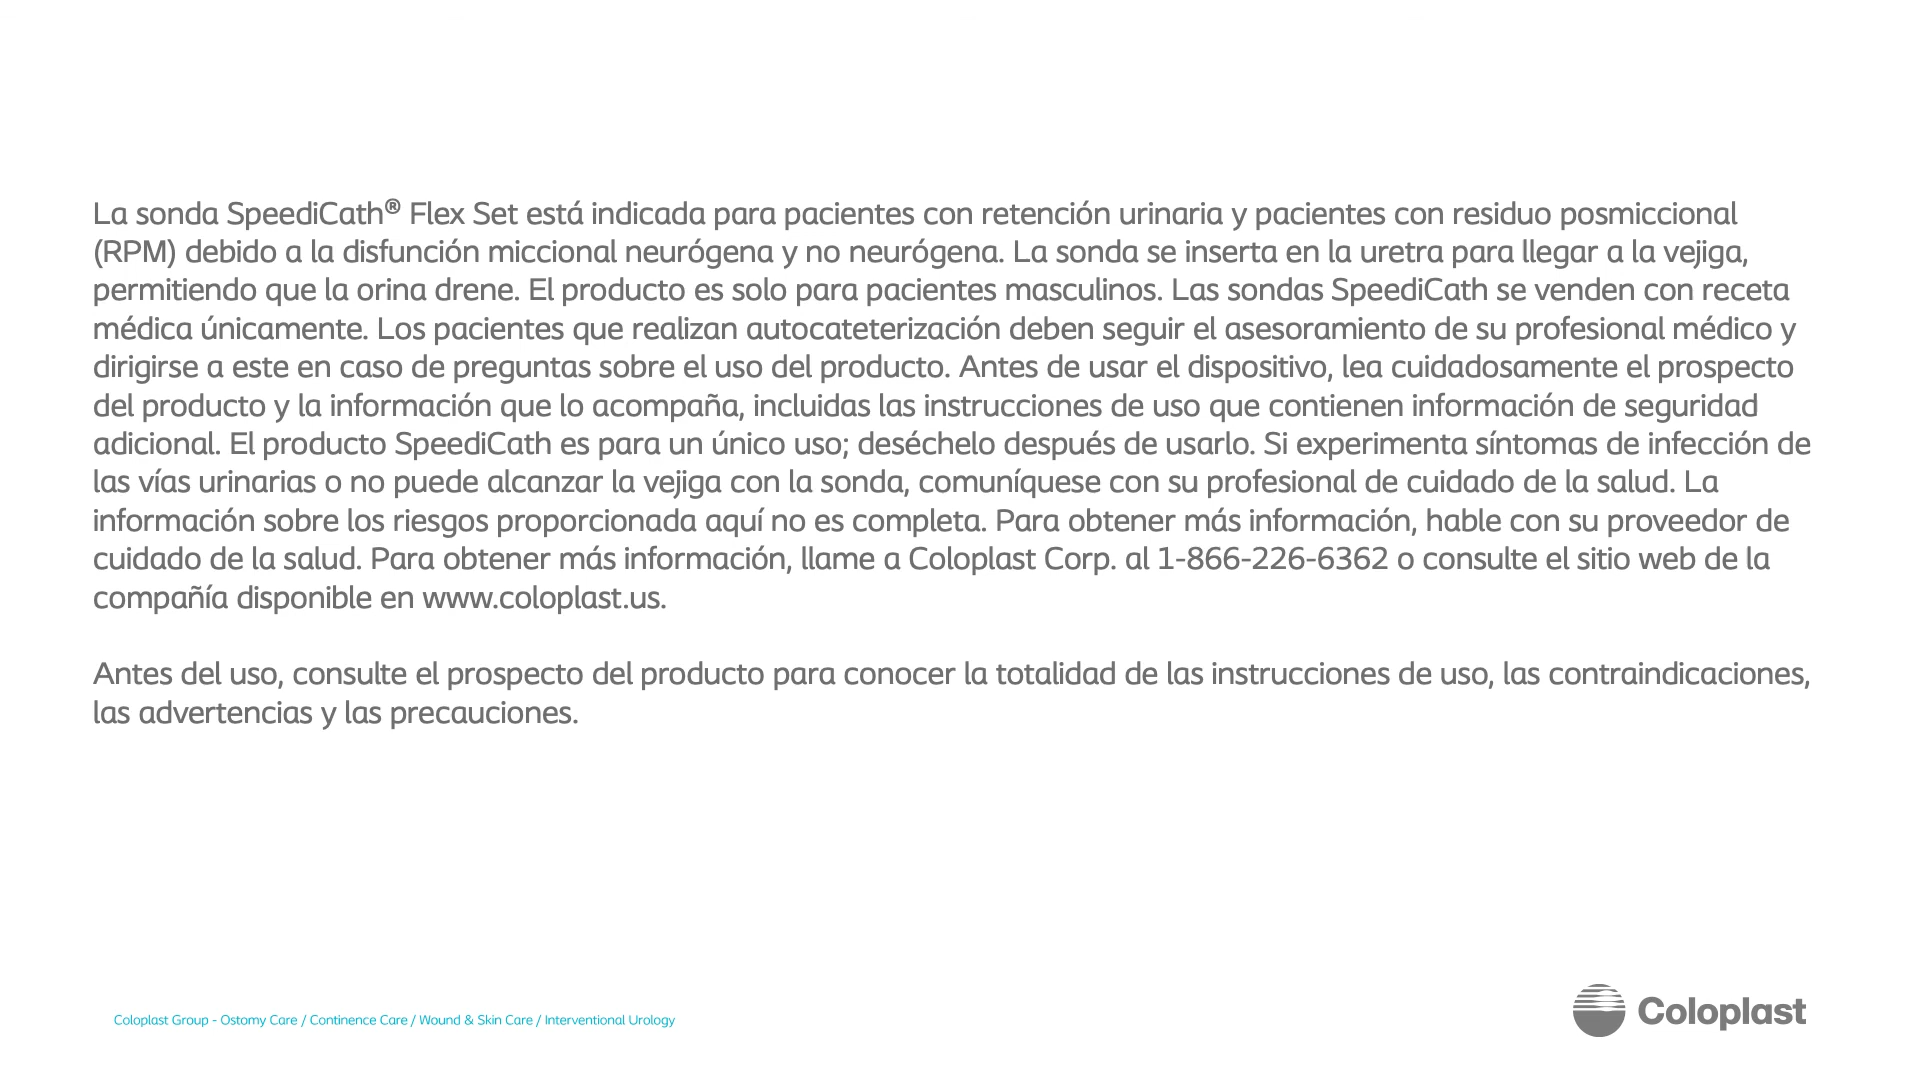 La sonda SpeediCath® Flex Set está indicada para pacientes con retención urinaria y pacientes con residuo posmiccional
(RPM) debido a la disfunción miccional neurógena y no neurógena. La sonda se inserta en la uretra para llegar a la vejiga,
permitiendo que la orina drene. El producto es solo para pacientes masculinos. Las sondas SpeediCath se venden con receta
médica únicamente. Los pacientes que realizan autocateterización deben seguir el asesoramiento de su profesional médico y
dirigirse a este en caso de preguntas sobre el uso del producto. Antes de usar el dispositivo, lea cuidadosamente el prospecto
del producto y la información que lo acompaña, incluidas las instrucciones de uso que contienen información de seguridad
adicional. El producto SpeediCath es para un único uso; deséchelo después de usarlo. Si experimenta síntomas de infección de
las vías urinarias o no puede alcanzar la vejiga con la sonda, comuníquese con su profesional de cuidado de la salud. La
información sobre los riesgos proporcionada aquí no es completa. Para obtener más información, hable con su proveedor de
cuidado de la salud. Para obtener más información, llame a Coloplast Corp. al 1-866-226-6362 o consulte el sitio web de la
compañía disponible en www.coloplast.us.
Antes del uso, consulte el prospecto del producto para conocer la totalidad de las instrucciones de uso, las contraindicaciones,
las advertencias y las precauciones.
Coloplast Group - Ostomy Care / Continence Care / Wound & Skin Care / Interventional Urology
Coloplast